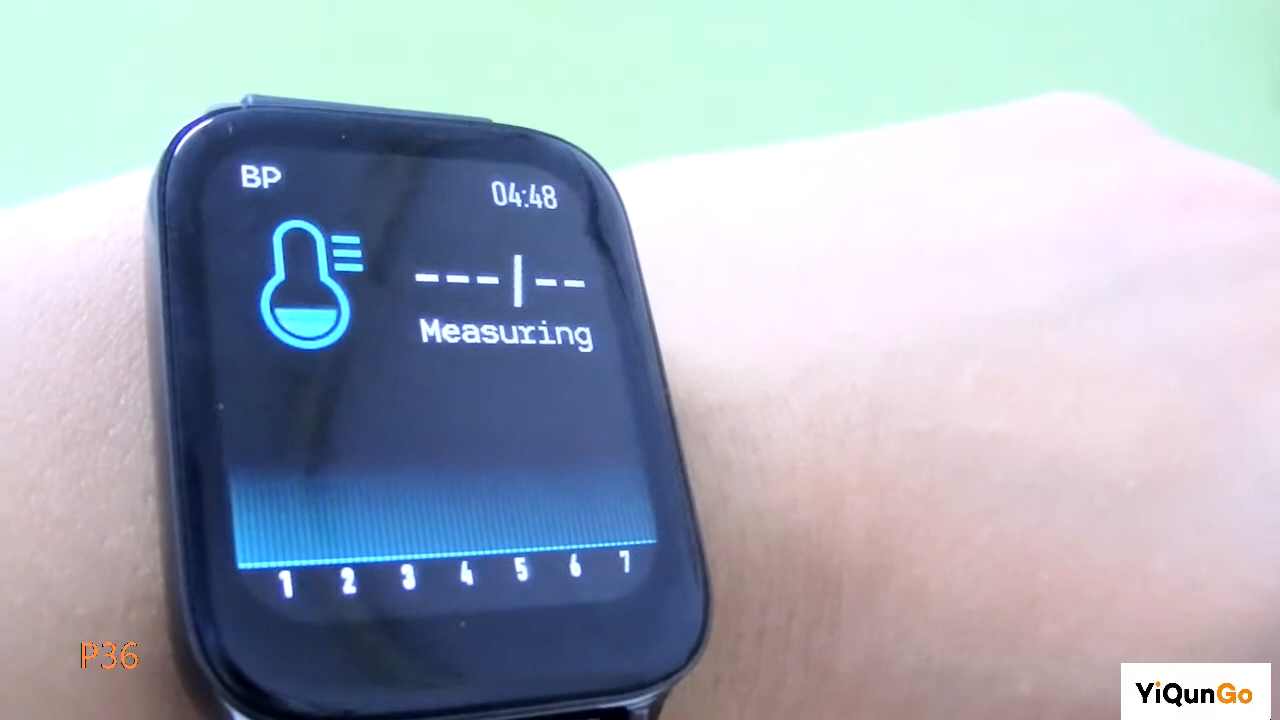 BP
04:48
---/--
Measuring
1 2 3 4 5 6 7
P36
YiQunGo